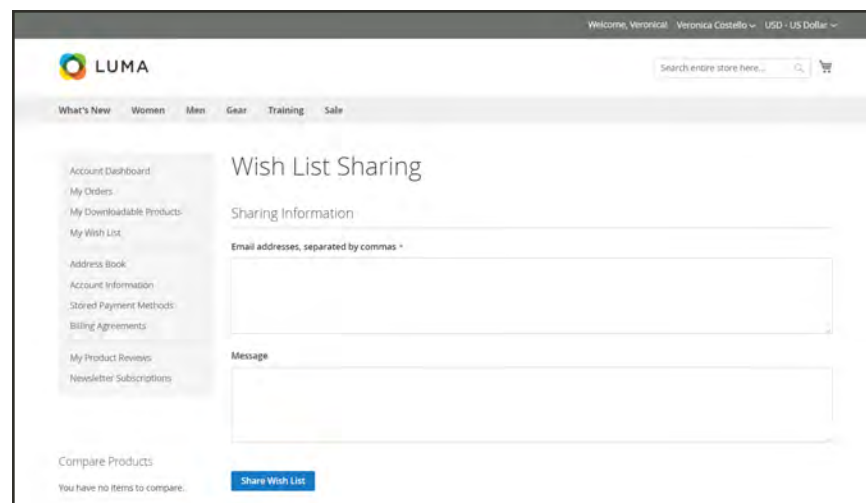 Welcome, Veronica! Veronica Costello USD - US Dollar
LUMA
Search entire store here...
What's New Women Men Gear Training Sale
Account Dashboard
My Orders
My Downloadable Products
My Wish List
Address Book
Account Information
Stored Payment Methods
Billing Agreements
My Product Reviews
Newsletter Subscriptions
Compare Products
You have no items to compare.
Wish List Sharing
Sharing Information
Email addresses, separated by commas *
Message
Share Wish List